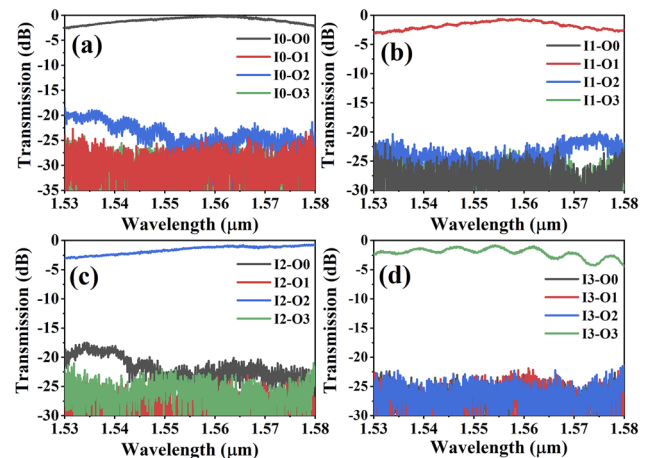 (a)
I0-O0
I0-O1
I0-O2
I0-O3
Transmission (dB)
0
-5
-10
-15
-20
-25
-30
-35
1.53 1.54 1.55 1.56 1.57 1.58
Wavelength (μm)
(b)
I1-O0
I1-O1
I1-O2
I1-O3
Transmission (dB)
0
-5
-10
-15
-20
-25
-30
1.53 1.54 1.55 1.56 1.57 1.58
Wavelength (μm)
(c)
I2-O0
I2-O1
I2-O2
I2-O3
Transmission (dB)
0
-5
-10
-15
-20
-25
-30
1.53 1.54 1.55 1.56 1.57 1.58
Wavelength (μm)
(d)
I3-O0
I3-O1
I3-O2
I3-O3
Transmission (dB)
0
-5
-10
-15
-20
-25
-30
1.53 1.54 1.55 1.56 1.57 1.58
Wavelength (μm)